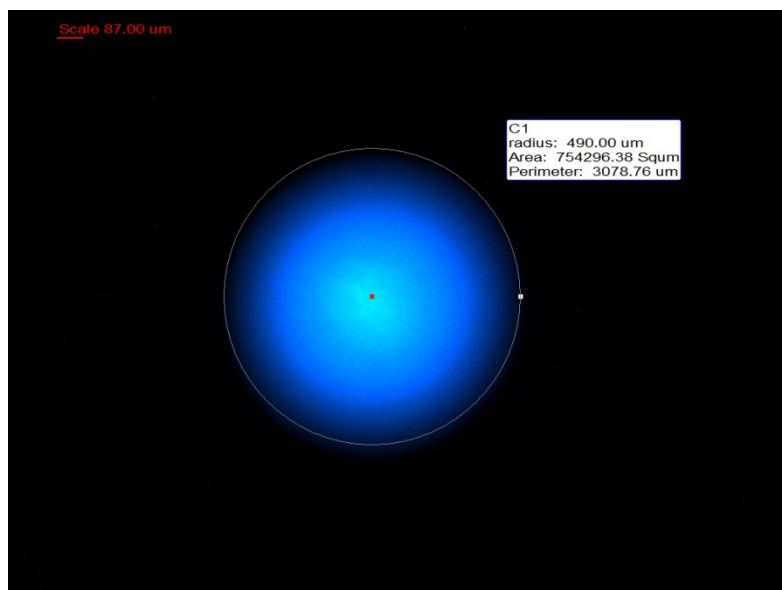 Scale 87.00 um
C1
radius: 490.00 um
Area: 754296.38 Squm
Perimeter: 3078.76 um